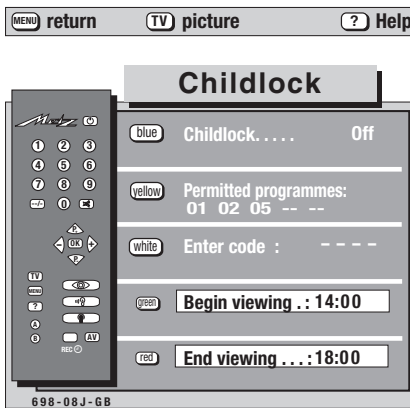 MENU return TV picture ? Help
Childlock
Metz
1 2 3
4 5 6
7 8 9
--/- 0
P+
- OK +
P-
TV
MENU
?
A
B AV
REC
blue Childlock..... Off
yellow Permitted programmes:
01 02 05 -- --
white Enter code : ----
green Begin viewing .: 14:00
red End viewing ...:18:00
698-08J-GB